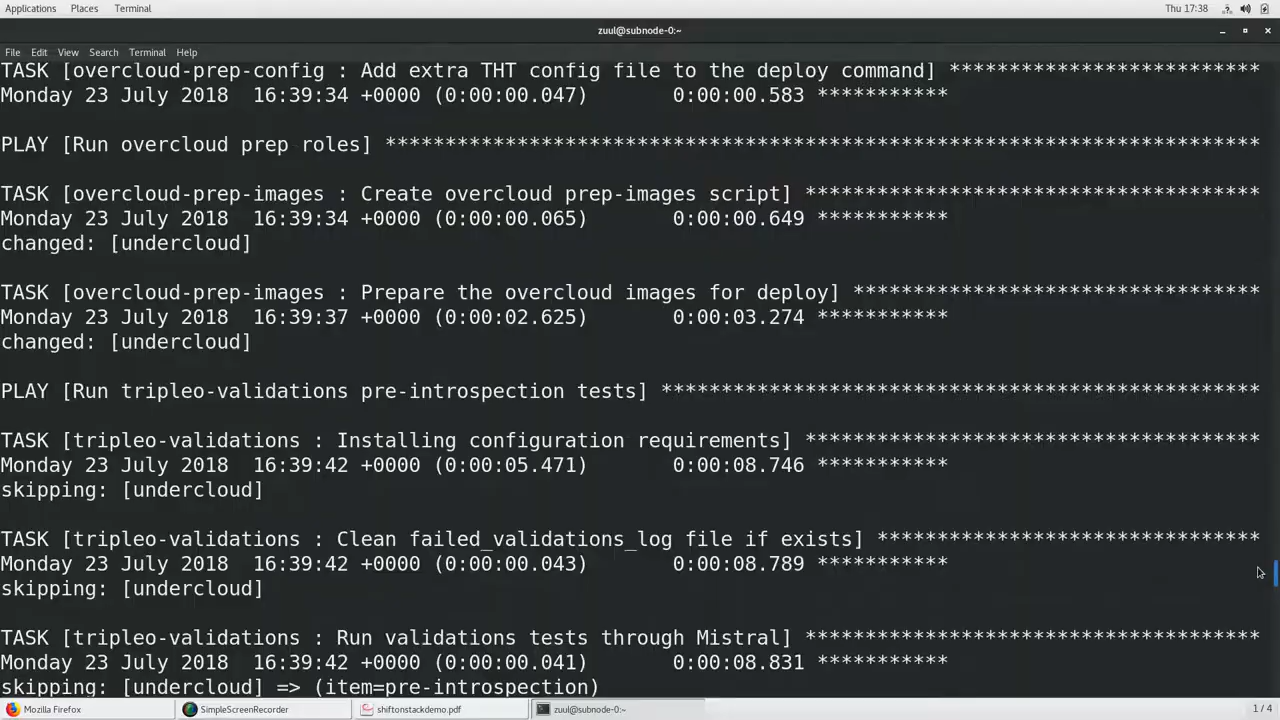 Applications Places Terminal Thu 17:38
zuul@subnode-0:~
File Edit View Search Terminal Help
TASK [overcloud-prep-config : Add extra THT config file to the deploy command] **************************
Monday 23 July 2018  16:39:34 +0000 (0:00:00.047)       0:00:00.583 ***********
PLAY [Run overcloud prep roles] *************************************************************************
TASK [overcloud-prep-images : Create overcloud prep-images script] **************************************
Monday 23 July 2018  16:39:34 +0000 (0:00:00.065)       0:00:00.649 ***********
changed: [undercloud]
TASK [overcloud-prep-images : Prepare the overcloud images for deploy] **********************************
Monday 23 July 2018  16:39:37 +0000 (0:00:02.625)       0:00:03.274 ***********
changed: [undercloud]
PLAY [Run tripleo-validations pre-introspection tests] **************************************************
TASK [tripleo-validations : Installing configuration requirements] **************************************
Monday 23 July 2018  16:39:42 +0000 (0:00:05.471)       0:00:08.746 ***********
skipping: [undercloud]
TASK [tripleo-validations : Clean failed_validations_log file if exists] ********************************
Monday 23 July 2018  16:39:42 +0000 (0:00:00.043)       0:00:08.789 ***********
skipping: [undercloud]
TASK [tripleo-validations : Run validations tests through Mistral] **************************************
Monday 23 July 2018  16:39:42 +0000 (0:00:00.041)       0:00:08.831 ***********
skipping: [undercloud] => (item=pre-introspection)
Mozilla Firefox SimpleScreenRecorder shiftonstackdemo.pdf zuul@subnode-0:~ 1 / 4